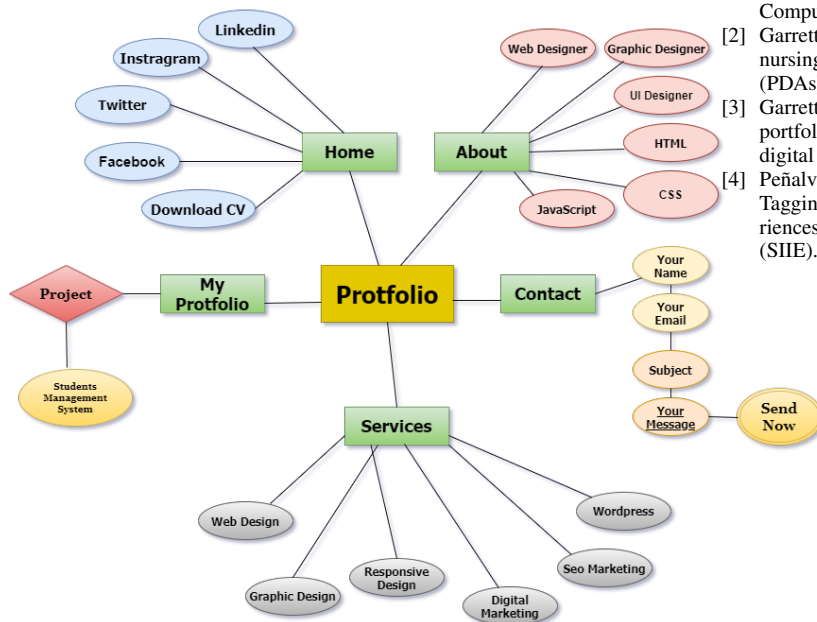 Linkedin
Instragram
Twitter
Facebook
Download CV
Home
Web Designer
Graphic Designer
UI Designer
HTML
CSS
JavaScript
About
Project
My
Protfolio
Protfolio
Contact
Your
Name
Your
Email
Subject
Your
Message
Send
Now
Students
Management
System
Services
Web Design
Graphic Design
Responsive
Design
Digital
Marketing
Seo Marketing
Wordpress
Compu
[2] Garrett
nursing
(PDAs
[3] Garrett
portfol
digital
[4] Peñalv
Taggin
riences
(SIIE).